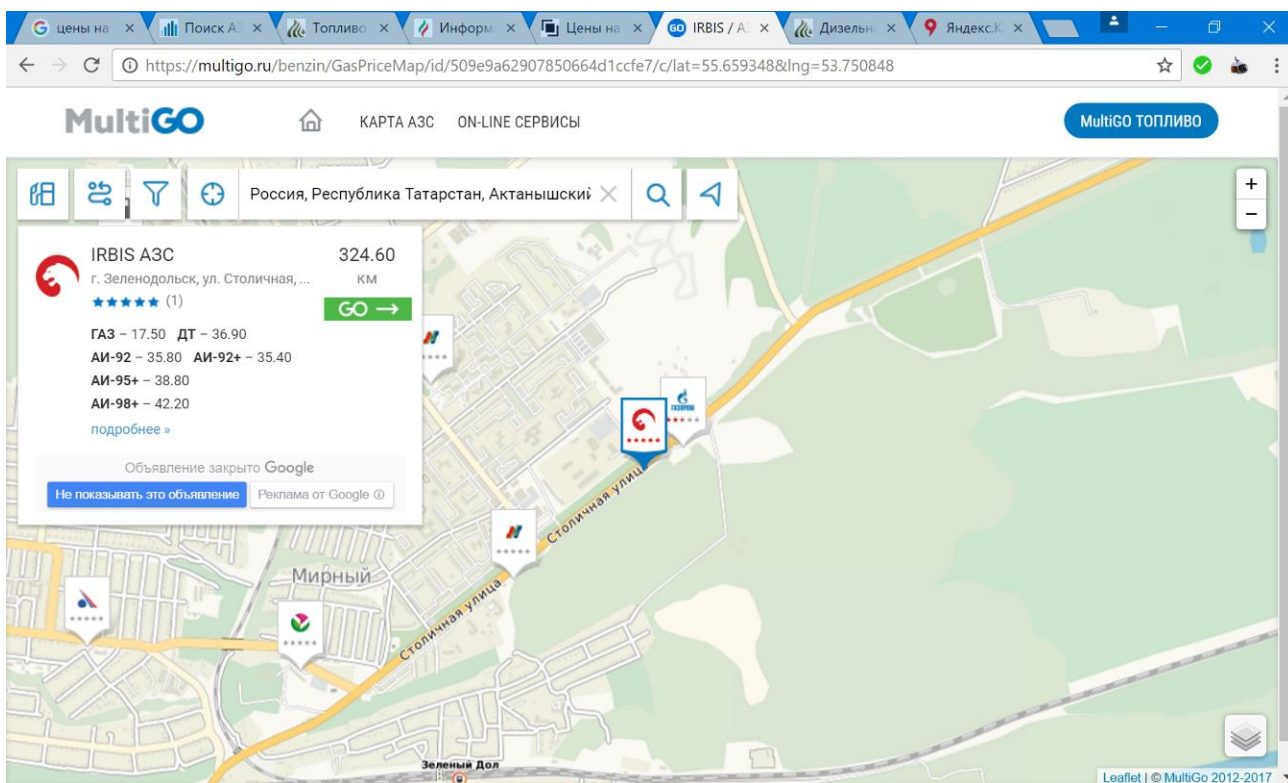 цены на
Поиск АЗ
Топливо
Информ
Цены на
IRBIS / А
Дизельн
Яндекс.К
https://multigo.ru/benzin/GasPriceMap/id/509e9a62907850664d1ccfe7/c/lat=55.659348&lng=53.750848
MultiGO
КАРТА АЗС ON-LINE СЕРВИСЫ
MultiGO ТОПЛИВО
Россия, Республика Татарстан, Актанышский
+
−
IRBIS АЗС 324.60
г. Зеленодольск, ул. Столичная, ... км
(1) GO →
ГАЗ – 17.50 ДТ – 36.90
АИ-92 – 35.80 АИ-92+ – 35.40
АИ-95+ – 38.80
АИ-98+ – 42.20
подробнее »
Объявление закрыто Google
Не показывать это объявление Реклама от Google
ГАЗПРОМ
Столичная улица
Мирный
Столичная улица
Зеленый Дол
Leaflet | © MultiGo 2012-2017